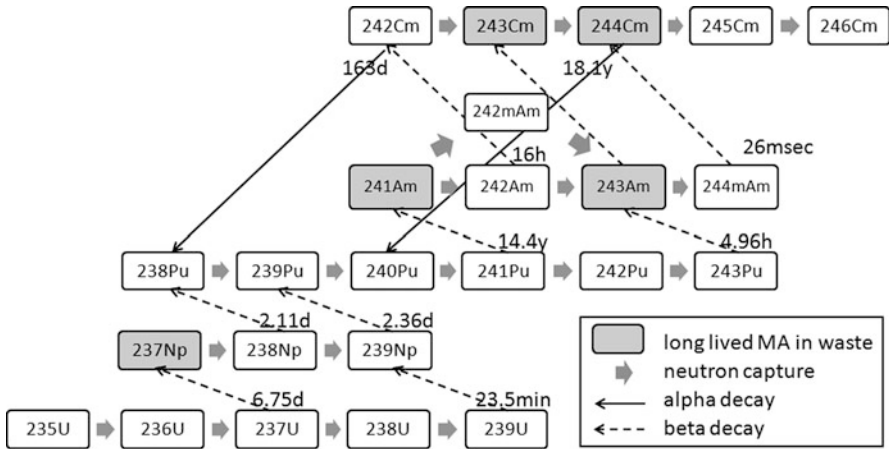 242Cm 243Cm 244Cm 245Cm 246Cm
163d 18.1y
242mAm
16h 26msec
241Am 242Am 243Am 244mAm
14.4y 4.96h
238Pu 239Pu 240Pu 241Pu 242Pu 243Pu
2.11d 2.36d
237Np 238Np 239Np
6.75d 23.5min
235U 236U 237U 238U 239U
long lived MA in waste
neutron capture
alpha decay
beta decay